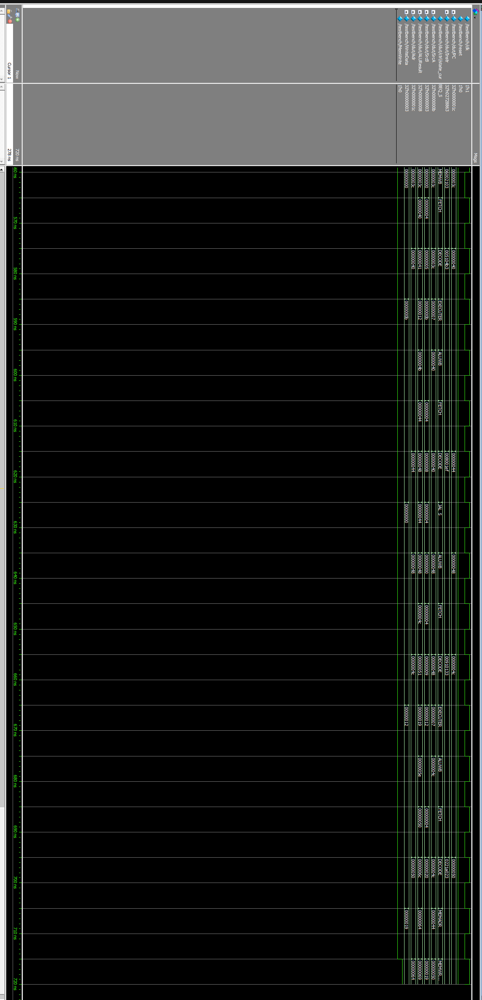 Msgs
/testbench/clk 1'h1
/testbench/reset 1'h0
/testbench/dut/PC 32'h0000001c 0000003c 00000040 00000044 00000048 0000004c 00000050
/testbench/dut/Instr 32'h02728863 06002103 005104b3 008001ef 00910133 0221a023
/testbench/dut/ctrl/state_cur BEQ_S MEMWB FETCH DECODE EXECUTER ALUWB FETCH DECODE JAL_S ALUWB FETCH DECODE EXECUTER ALUWB FETCH DECODE MEMADR MEMWR...
/testbench/dut/SrcA 32'h0000000b 0000003c 0000003c 00000007 00000040 00000040 00000048 00000048 00000007 0000004c 0000004c 00000044 00000050
/testbench/dut/SrcB 32'h00000003 00000000 00000004 00000005 0000000b 00000004 00000008 00000004 00000000 00000004 00000009 00000012 00000004 00000020 00000019
/testbench/dut/ALUResult 32'h00000008 0000003c 00000040 00000041 00000012 0000004b 00000044 00000048 00000044 00000048 0000004c 00000051 00000019 0000005e 00000050 0000006c 00000064 00000069
/testbench/dut/Adr 32'h0000001c 0000003c 00000040 00000044 00000048 0000004c 00000050 00000064
/testbench/WriteData 32'h00000003 00000000 0000000b 00000000 00000012 00000019
/testbench/MemWrite 1'h0
Now 720 ns
60 ns 570 ns 580 ns 590 ns 600 ns 610 ns 620 ns 630 ns 640 ns 650 ns 660 ns 670 ns 680 ns 690 ns 700 ns 710 ns 720 ns
Cursor 1 278 ns